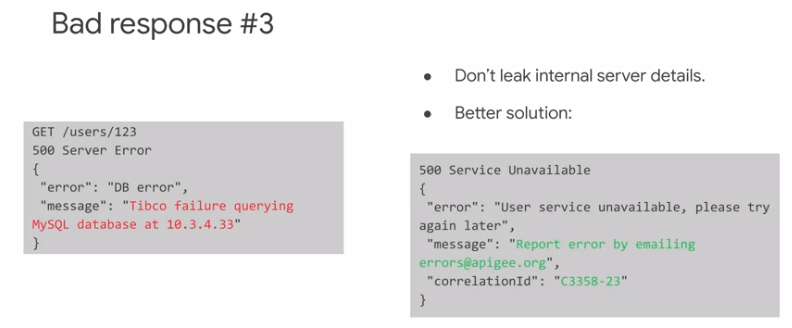 Bad response #3
GET /users/123
500 Server Error
{
"error": "DB error",
"message": "Tibco failure querying
MySQL database at 10.3.4.33"
}
● Don’t leak internal server details.
● Better solution:
500 Service Unavailable
{
"error": "User service unavailable, please try
again later",
"message": "Report error by emailing
errors@apigee.org",
"correlationId": "C3358-23"
}